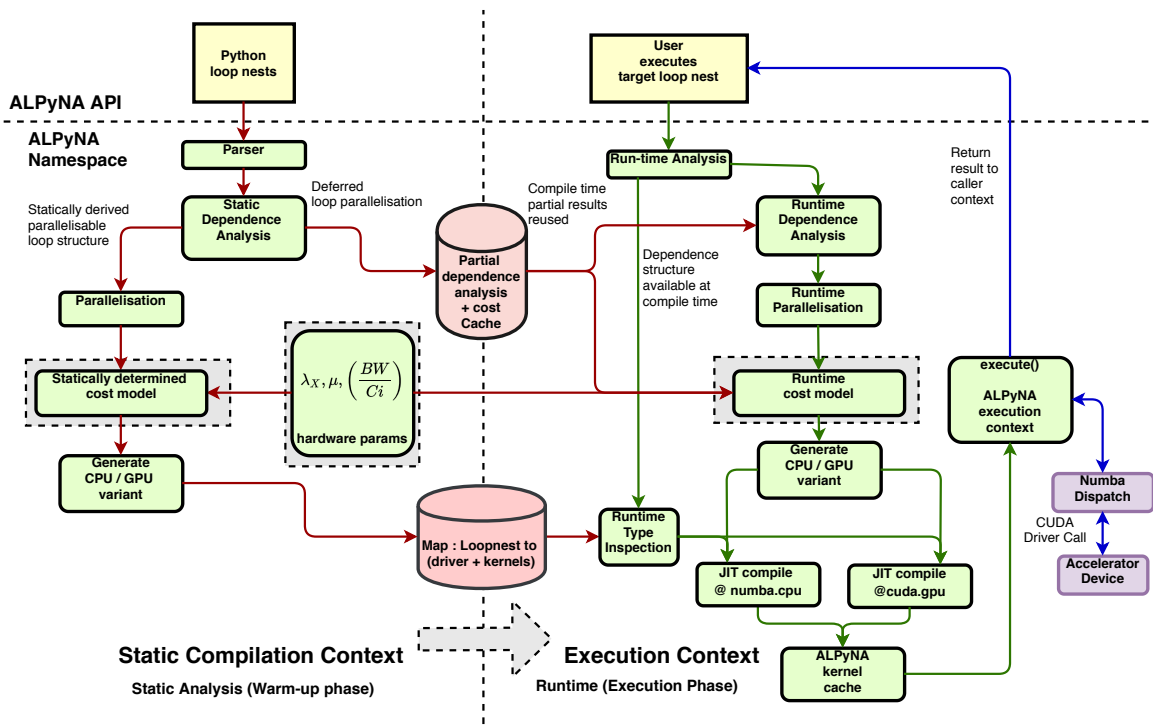 Python
loop nests
User
executes
target loop nest
ALPyNA API
ALPyNA
Namespace
Parser
Static
Dependence
Analysis
Statically derived
parallelisable
loop structure
Deferred
loop parallelisation
Parallelisation
Statically determined
cost model
Generate
CPU / GPU
variant
λ_X, μ, (BW/Ci)
hardware params
Partial
dependence
analysis
+ cost
Cache
Compile time
partial results
reused
Map : Loopnest to
(driver + kernels)
Run-time Analysis
Runtime
Dependence
Analysis
Dependence
structure
available at
compile time
Runtime
Parallelisation
Runtime
cost model
Generate
CPU / GPU
variant
Runtime
Type
Inspection
JIT compile
@ numba.cpu
JIT compile
@cuda.gpu
ALPyNA
kernel
cache
Return
result to
caller
context
execute()
ALPyNA
execution
context
Numba
Dispatch
CUDA
Driver Call
Accelerator
Device
Static Compilation Context
Static Analysis (Warm-up phase)
Execution Context
Runtime (Execution Phase)